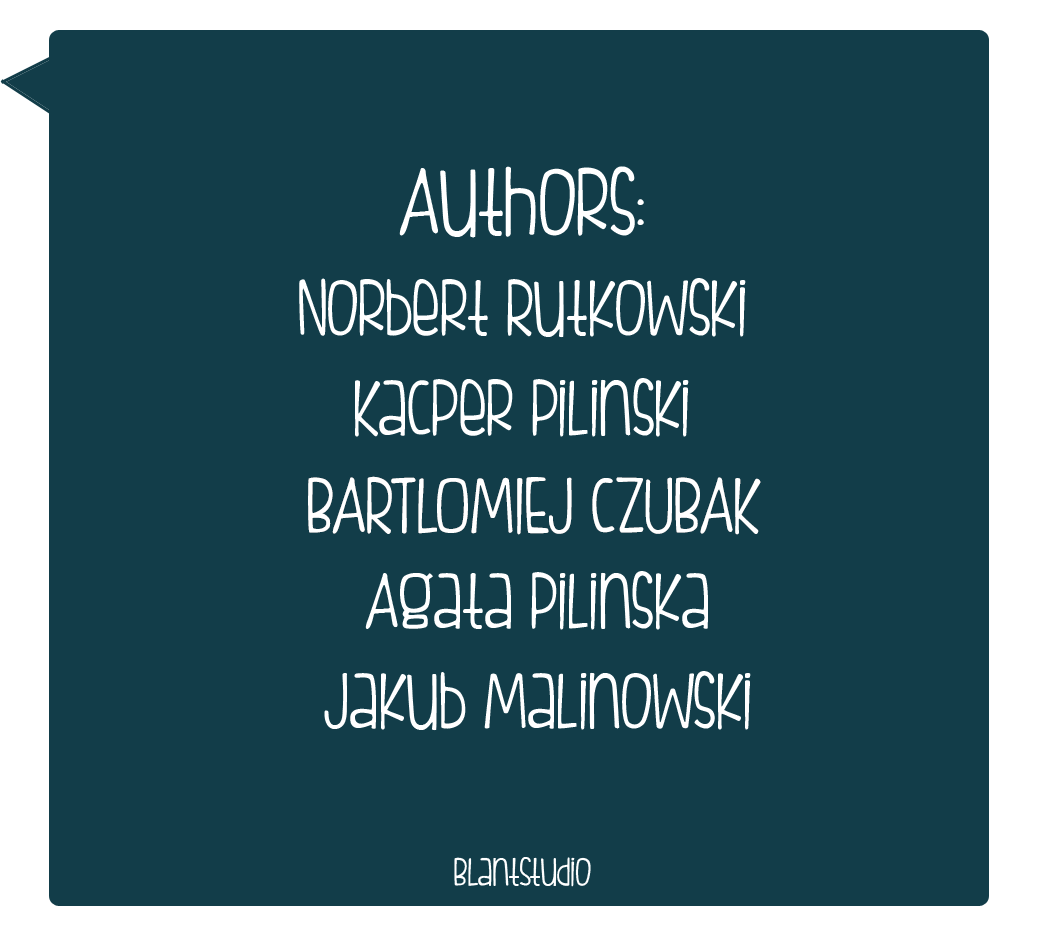 Authors:
Norbert Rutkowski
Kacper Pilinski
BARTLOMIEJ CZUBAK
Agata Pilinska
Jakub Malinowski
Blantstudio